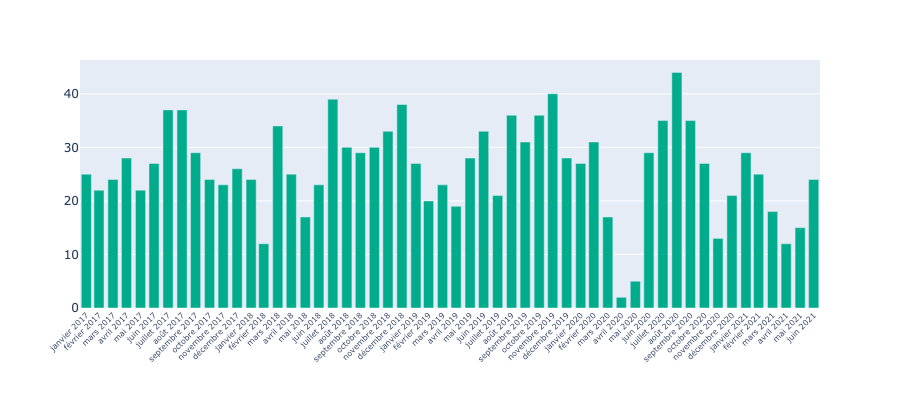 40
30
20
10
0
janvier 2017
février 2017
mars 2017
avril 2017
mai 2017
juin 2017
juillet 2017
août 2017
septembre 2017
octobre 2017
novembre 2017
décembre 2017
janvier 2018
février 2018
mars 2018
avril 2018
mai 2018
juin 2018
juillet 2018
août 2018
septembre 2018
octobre 2018
novembre 2018
décembre 2018
janvier 2019
février 2019
mars 2019
avril 2019
mai 2019
juin 2019
juillet 2019
août 2019
septembre 2019
octobre 2019
novembre 2019
décembre 2019
janvier 2020
février 2020
mars 2020
avril 2020
mai 2020
juin 2020
juillet 2020
août 2020
septembre 2020
octobre 2020
novembre 2020
décembre 2020
janvier 2021
février 2021
mars 2021
avril 2021
mai 2021
juin 2021